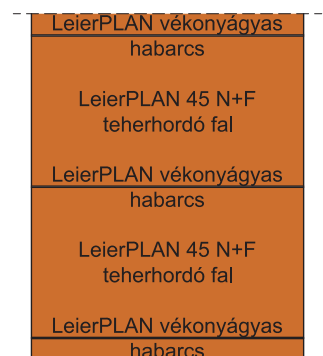 LeierPLAN vékonyágyas
habarcs
LeierPLAN 45 N+F
teherhordó fal
LeierPLAN vékonyágyas
habarcs
LeierPLAN 45 N+F
teherhordó fal
LeierPLAN vékonyágyas
habarcs